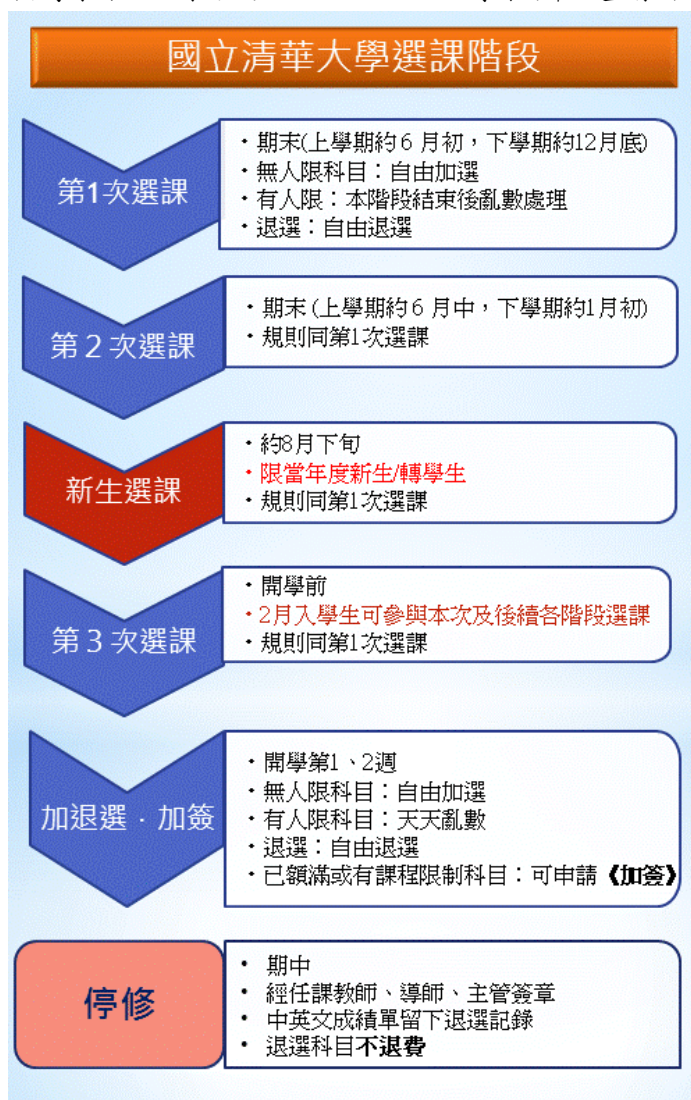 國立清華大學選課階段
第1次選課
・期末(上學期約6月初，下學期約12月底)
・無人限科目：自由加選
・有人限：本階段結束後亂數處理
・退選：自由退選
第2次選課
・期末(上學期約6月中，下學期約1月初)
・規則同第1次選課
新生選課
・約8月下旬
・限當年度新生/轉學生
・規則同第1次選課
第3次選課
・開學前
・2月入學生可參與本次及後續各階段選課
・規則同第1次選課
加退選．加簽
・開學第1、2週
・無人限科目：自由加選
・有人限科目：天天亂數
・退選：自由退選
・已額滿或有課程限制科目：可申請《加簽》
停修
• 期中
• 經任課教師、導師、主管簽章
• 中英文成績單留下退選記錄
• 退選科目不退費